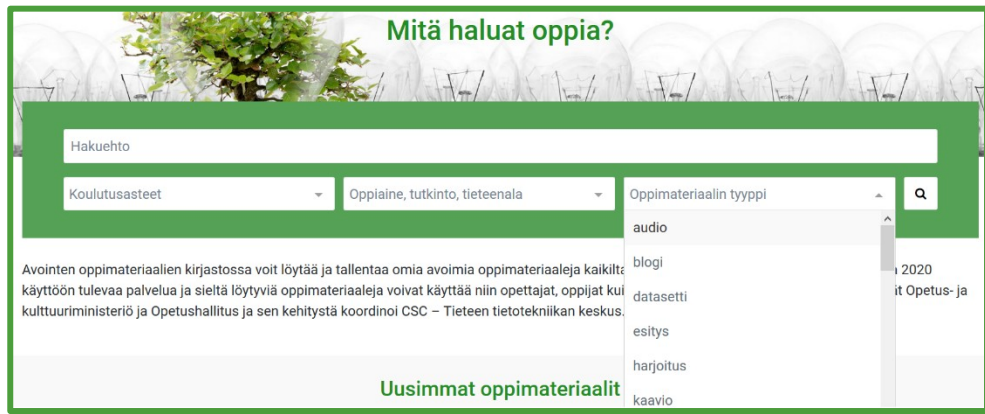 Mitä haluat oppia?
Hakuehto
Koulutusasteet
Oppiaine, tutkinto, tieteenala
Oppimateriaalin tyyppi
audio
blogi
datasetti
esitys
harjoitus
kaavio
Avointen oppimateriaalien kirjastossa voit löytää ja tallentaa omia avoimia oppimateriaaleja 2020
käyttöön tulevaa palvelua ja sieltä löytyviä oppimateriaaleja voivat käyttää niin opettajat, oppijat Opetus- ja
kulttuuriministeriö ja Opetushallitus ja sen kehitystä koordinoi CSC – Tieteen tietotekniikan keskus.
Uusimmat oppimateriaalit